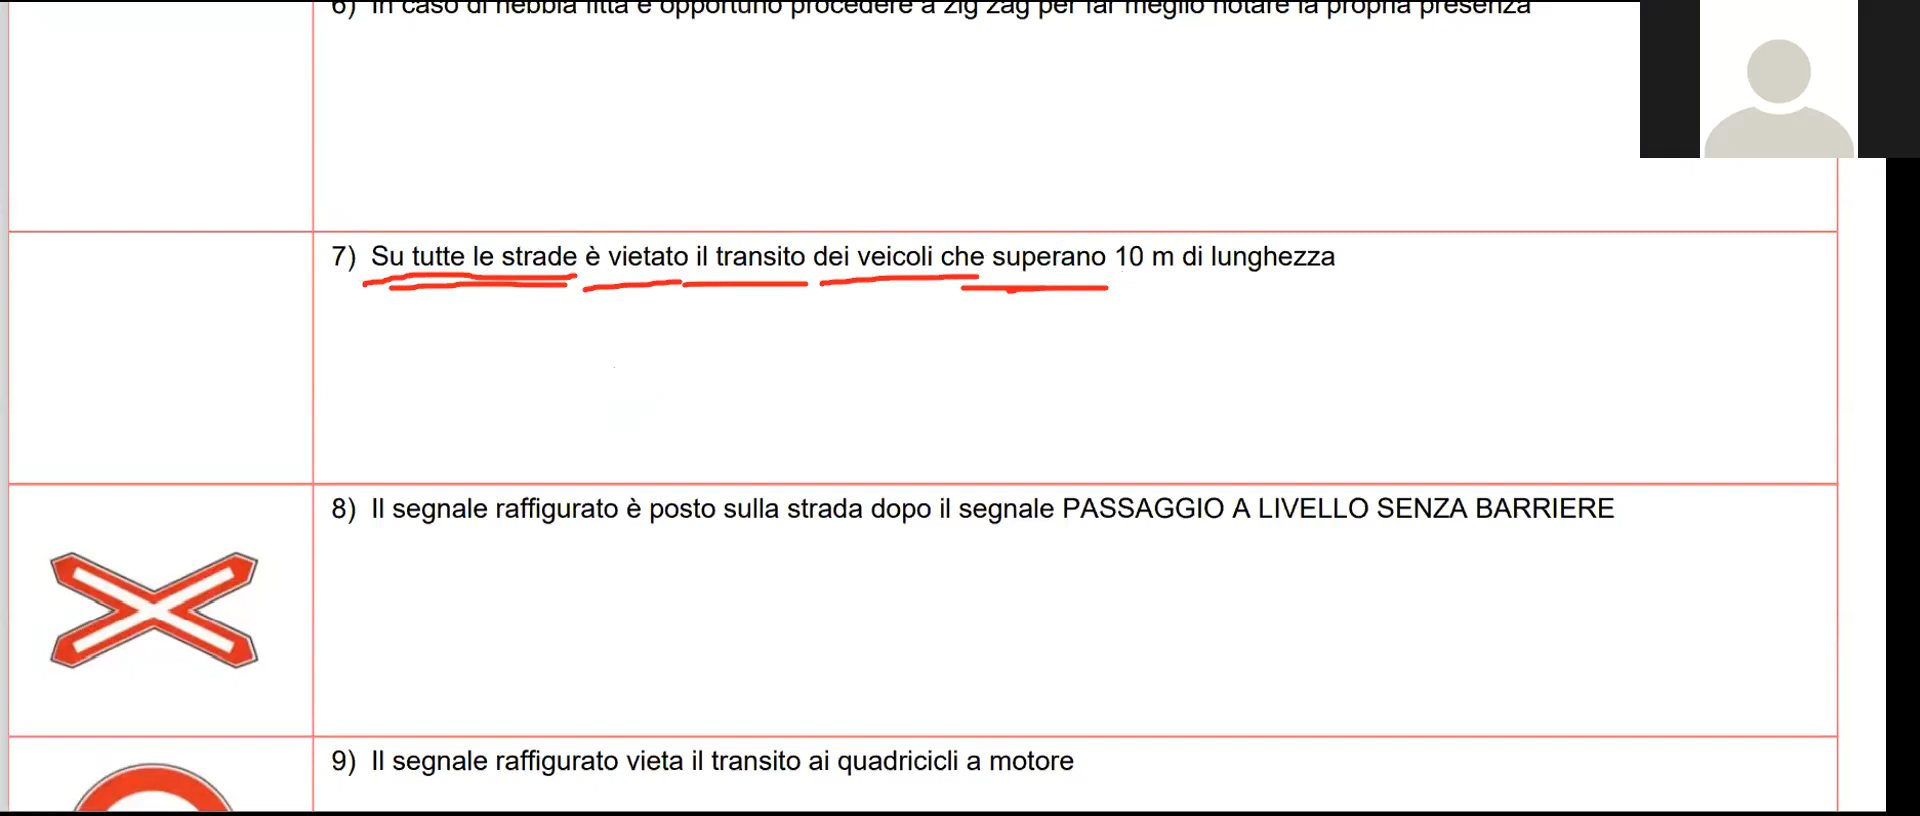 6) In caso di nebbia fitta è opportuno procedere a zig zag per far meglio notare la propria presenza
7) Su tutte le strade è vietato il transito dei veicoli che superano 10 m di lunghezza
8) Il segnale raffigurato è posto sulla strada dopo il segnale PASSAGGIO A LIVELLO SENZA BARRIERE
9) Il segnale raffigurato vieta il transito ai quadricicli a motore